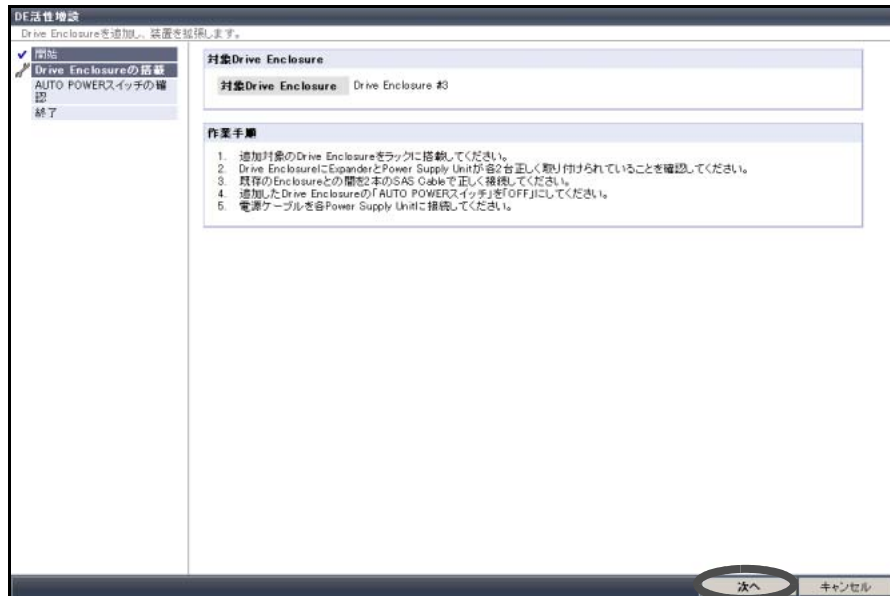 DE活性増設
Drive Enclosureを追加し、装置を拡張します。
開始
Drive Enclosureの搭載
AUTO POWERスイッチの確
認
終了
対象Drive Enclosure
対象Drive Enclosure Drive Enclosure #3
作業手順
1. 追加対象のDrive Enclosureをラックに搭載してください。
2. Drive EnclosureにExpanderとPower Supply Unitが各2台正しく取り付けられていることを確認してください。
3. 既存のEnclosureとの間を2本のSAS Cableで正しく接続してください。
4. 追加したDrive Enclosureの「AUTO POWERスイッチ」を「OFF」にしてください。
5. 電源ケーブルを各Power Supply Unitに接続してください。
次へ キャンセル